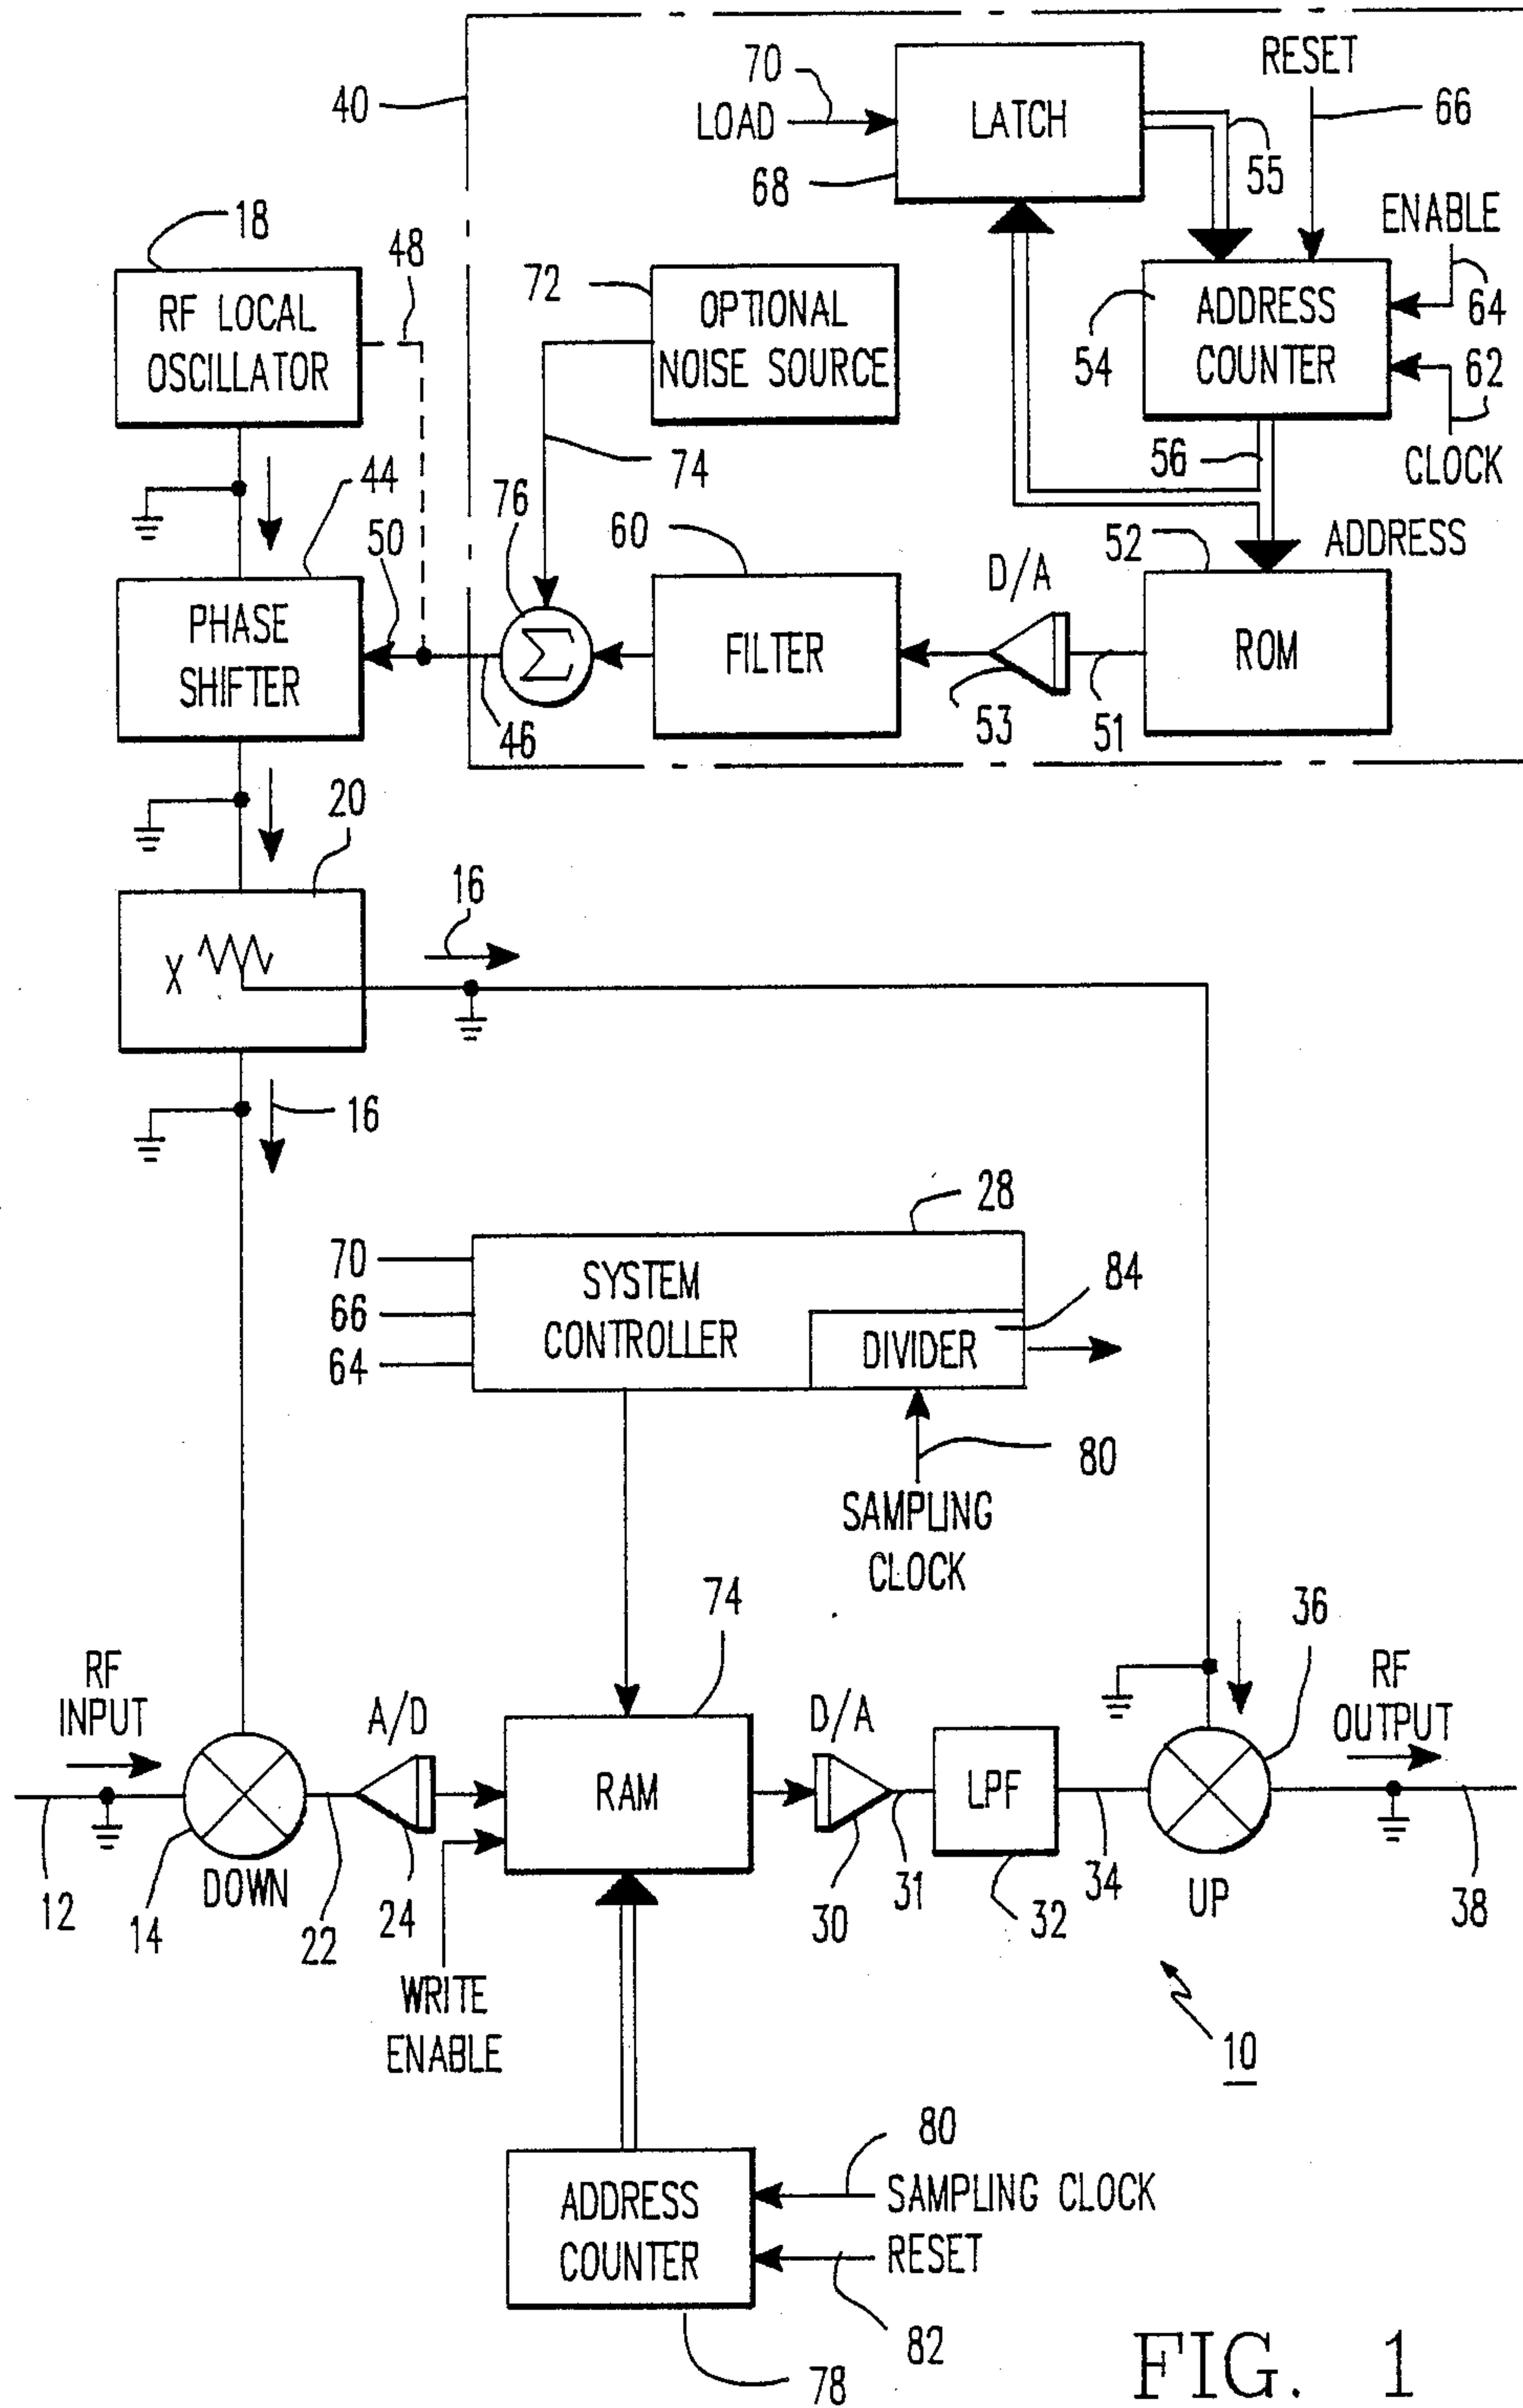 40
70
LOAD
LATCH
68
55
RESET
66
18
48
RF LOCAL
OSCILLATOR
72
OPTIONAL
NOISE SOURCE
74
ENABLE
64
54
ADDRESS
COUNTER
62
CLOCK
56
44
50
76
60
D/A
52
ADDRESS
PHASE
SHIFTER
Σ
FILTER
ROM
46
53
51
20
16
X
16
28
70
66
64
SYSTEM
CONTROLLER
84
DIVIDER
80
SAMPLING
CLOCK
74
36
RF
INPUT
A/D
D/A
RF
OUTPUT
RAM
LPF
12
14
DOWN
22
24
30
31
32
34
UP
38
WRITE
ENABLE
10
80
ADDRESS
COUNTER
SAMPLING CLOCK
RESET
82
78
FIG. 1